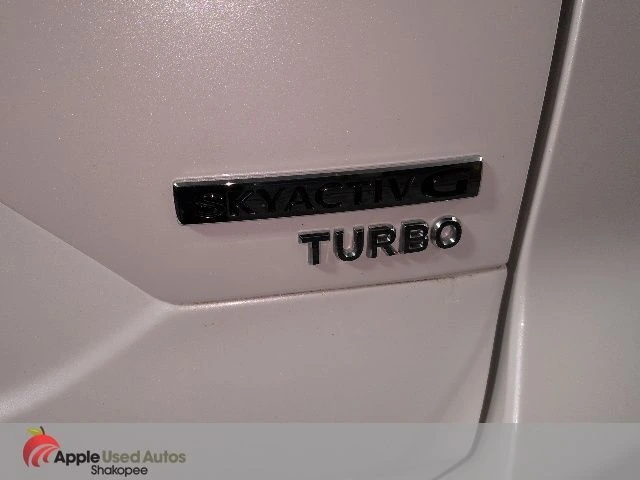 SKYACTIV G
TURBO
Apple Used Autos
Shakopee